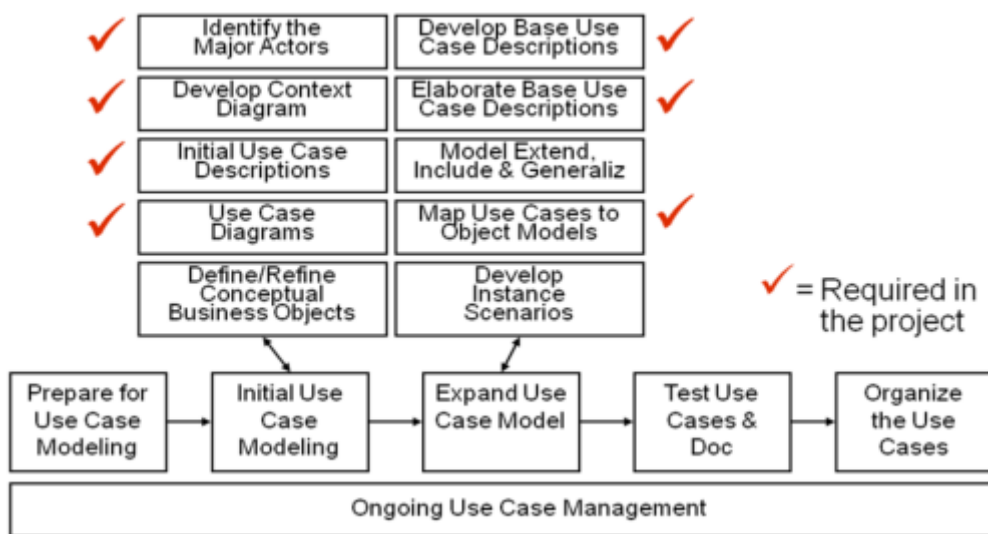 Identify the
Major Actors
Develop Context
Diagram
Initial Use Case
Descriptions
Use Case
Diagrams
Define/Refine
Conceptual
Business Objects
Develop Base Use
Case Descriptions
Elaborate Base Use
Case Descriptions
Model Extend,
Include & Generaliz
Map Use Cases to
Object Models
Develop
Instance
Scenarios
= Required in
the project
Prepare for
Use Case
Modeling
Initial Use
Case
Modeling
Expand Use
Case Model
Test Use
Cases &
Doc
Organize
the Use
Cases
Ongoing Use Case Management